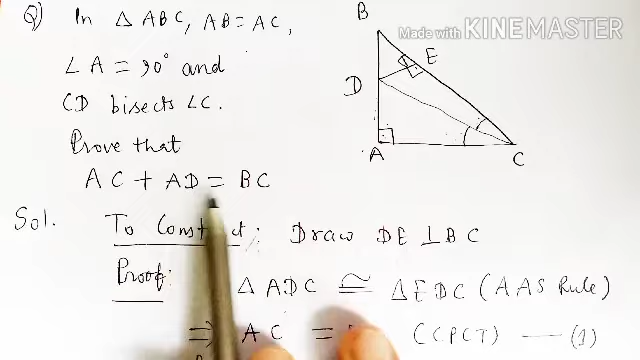 Q) In Δ ABC, AB = AC,
∠A = 90° and
CD bisects ∠C.
Prove that
AC + AD = BC
B
E
D
A
C
Made with KINEMASTER
Sol. To Const t: Draw DE ⊥ BC
Proof: Δ ADC ≅ Δ EDC (AAS Rule)
⇒ AC = (CPCT) — (1)